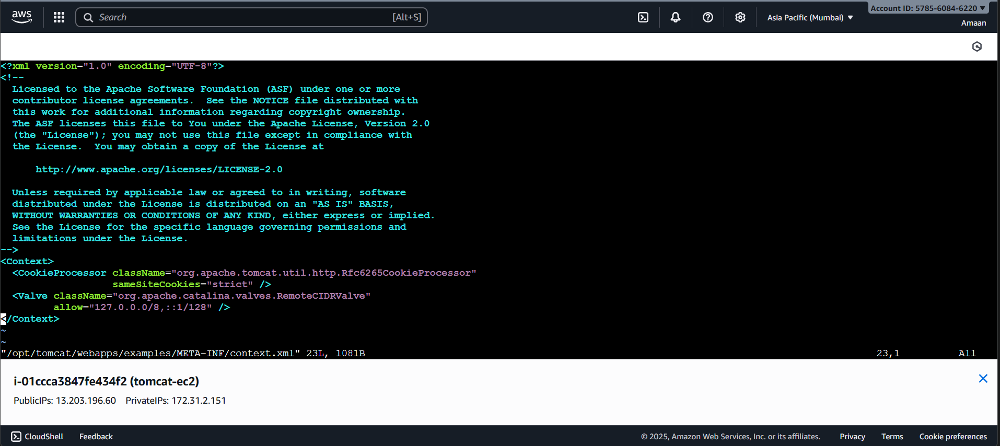 aws
Search [Alt+S]
Asia Pacific (Mumbai) ▼
Account ID: 5785-6084-6220 ▼
Amaan
<?xml version="1.0" encoding="UTF-8"?>
<!--
  Licensed to the Apache Software Foundation (ASF) under one or more
  contributor license agreements.  See the NOTICE file distributed with
  this work for additional information regarding copyright ownership.
  The ASF licenses this file to You under the Apache License, Version 2.0
  (the "License"); you may not use this file except in compliance with
  the License.  You may obtain a copy of the License at
      http://www.apache.org/licenses/LICENSE-2.0
  Unless required by applicable law or agreed to in writing, software
  distributed under the License is distributed on an "AS IS" BASIS,
  WITHOUT WARRANTIES OR CONDITIONS OF ANY KIND, either express or implied.
  See the License for the specific language governing permissions and
  limitations under the License.
-->
<Context>
  <CookieProcessor className="org.apache.tomcat.util.http.Rfc6265CookieProcessor"
                   sameSiteCookies="strict" />
  <Valve className="org.apache.catalina.valves.RemoteCIDRValve"
         allow="127.0.0.0/8,::1/128" />
</Context>
~
~
"/opt/tomcat/webapps/examples/META-INF/context.xml" 23L, 1081B 23,1 All
i-01ccca3847fe434f2 (tomcat-ec2)
PublicIPs: 13.203.196.60 PrivateIPs: 172.31.2.151
CloudShell Feedback © 2025, Amazon Web Services, Inc. or its affiliates. Privacy Terms Cookie preferences